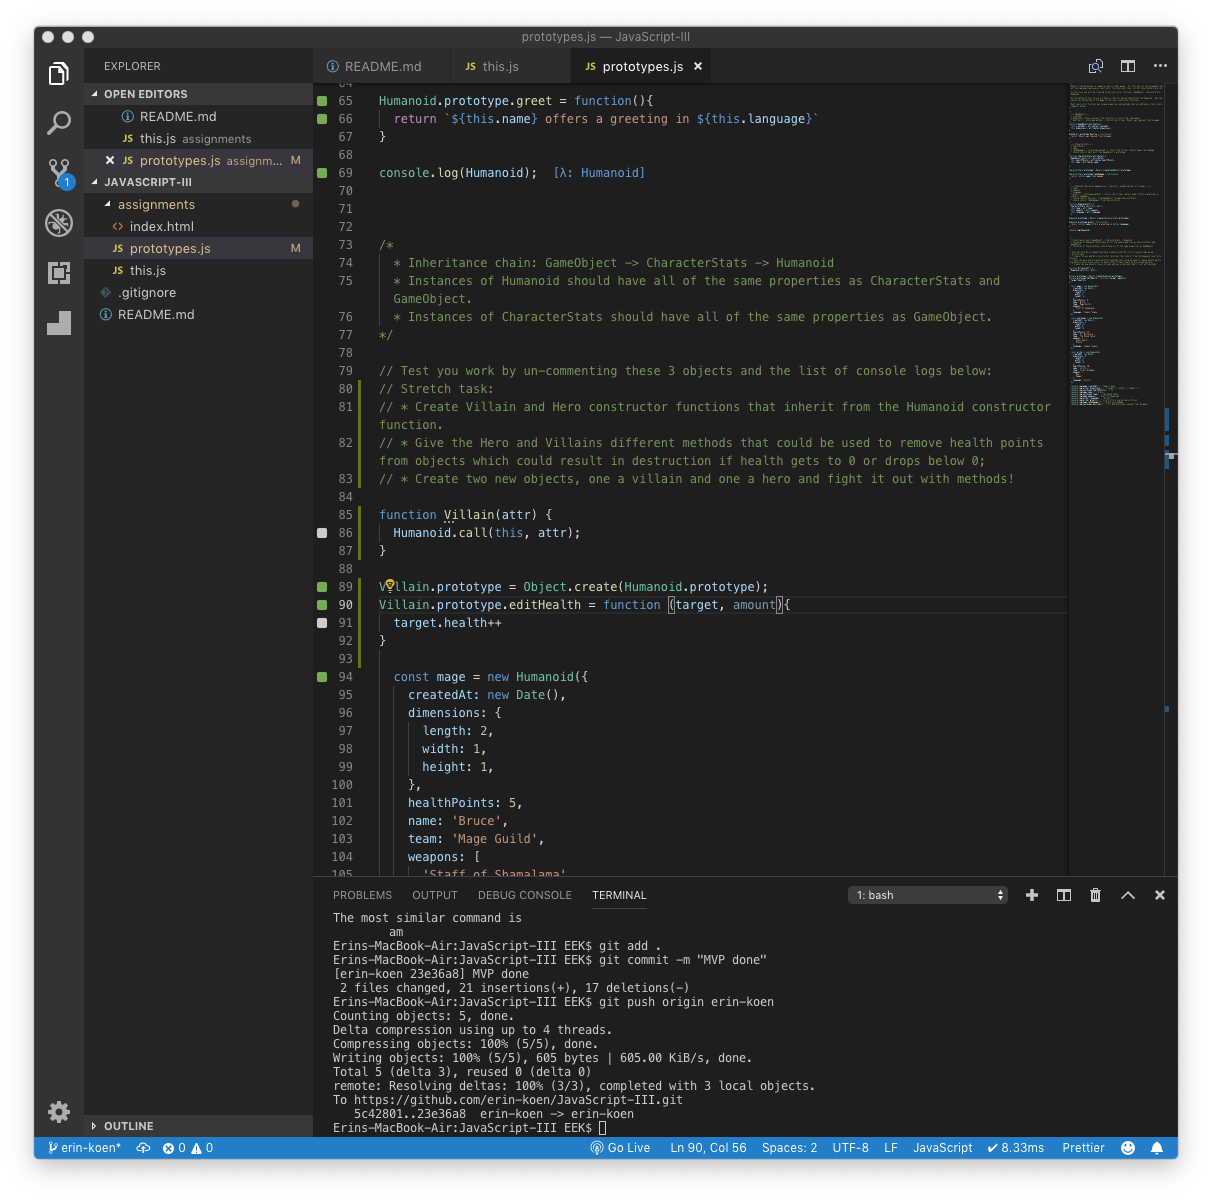 prototypes.js — JavaScript-III
EXPLORER
OPEN EDITORS
README.md
JS this.js assignments
JS prototypes.js assignm... M
JAVASCRIPT-III
assignments
<> index.html
JS prototypes.js M
JS this.js
.gitignore
README.md
OUTLINE
1
README.md
JS this.js
JS prototypes.js
64
65 Humanoid.prototype.greet = function(){
66 return `${this.name} offers a greeting in ${this.language}`
67 }
68
69 console.log(Humanoid); [λ: Humanoid]
70
71
72
73 /*
74 * Inheritance chain: GameObject -> CharacterStats -> Humanoid
75 * Instances of Humanoid should have all of the same properties as CharacterStats and
GameObject.
76 * Instances of CharacterStats should have all of the same properties as GameObject.
77 */
78
79 // Test you work by un-commenting these 3 objects and the list of console logs below:
80 // Stretch task:
81 // * Create Villain and Hero constructor functions that inherit from the Humanoid constructor
function.
82 // * Give the Hero and Villains different methods that could be used to remove health points
from objects which could result in destruction if health gets to 0 or drops below 0;
83 // * Create two new objects, one a villain and one a hero and fight it out with methods!
84
85 function Villain(attr) {
86 Humanoid.call(this, attr);
87 }
88
89 Villain.prototype = Object.create(Humanoid.prototype);
90 Villain.prototype.editHealth = function (target, amount){
91 target.health++
92 }
93
94 const mage = new Humanoid({
95 createdAt: new Date(),
96 dimensions: {
97 length: 2,
98 width: 1,
99 height: 1,
100 },
101 healthPoints: 5,
102 name: 'Bruce',
103 team: 'Mage Guild',
104 weapons: [
105 'Staff of Shamalama',
PROBLEMS OUTPUT DEBUG CONSOLE TERMINAL 1: bash
The most similar command is
am
Erins-MacBook-Air:JavaScript-III EEK$ git add .
Erins-MacBook-Air:JavaScript-III EEK$ git commit -m "MVP done"
[erin-koen 23e36a8] MVP done
2 files changed, 21 insertions(+), 17 deletions(-)
Erins-MacBook-Air:JavaScript-III EEK$ git push origin erin-koen
Counting objects: 5, done.
Delta compression using up to 4 threads.
Compressing objects: 100% (5/5), done.
Writing objects: 100% (5/5), 605 bytes | 605.00 KiB/s, done.
Total 5 (delta 3), reused 0 (delta 0)
remote: Resolving deltas: 100% (3/3), completed with 3 local objects.
To https://github.com/erin-koen/JavaScript-III.git
5c42801..23e36a8 erin-koen -> erin-koen
Erins-MacBook-Air:JavaScript-III EEK$
erin-koen* 0 0 Go Live Ln 90, Col 56 Spaces: 2 UTF-8 LF JavaScript ✔ 8.33ms Prettier